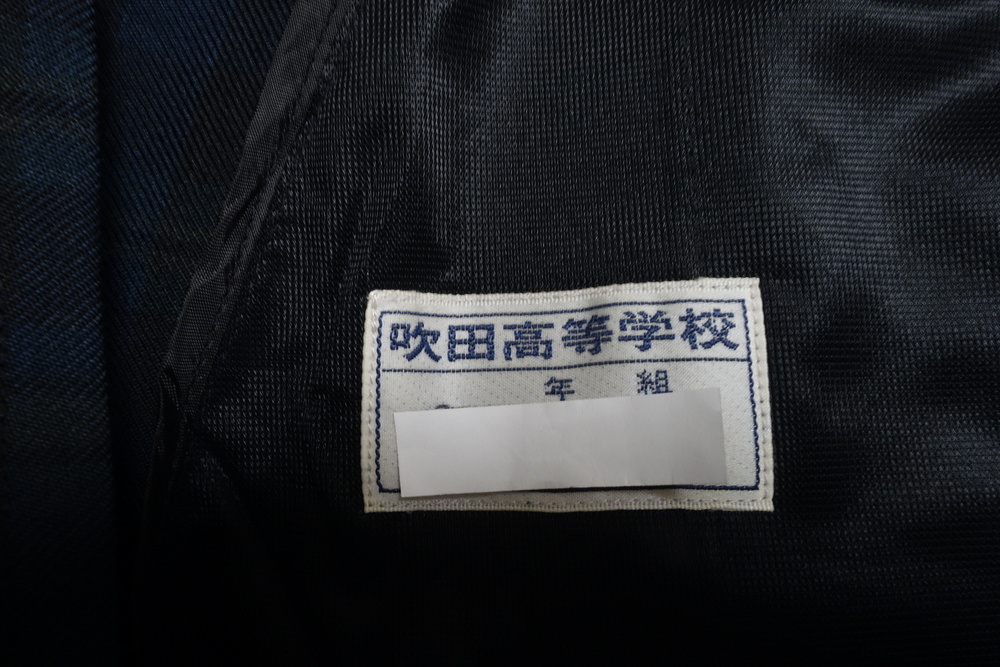 吹田高等学校
年 組